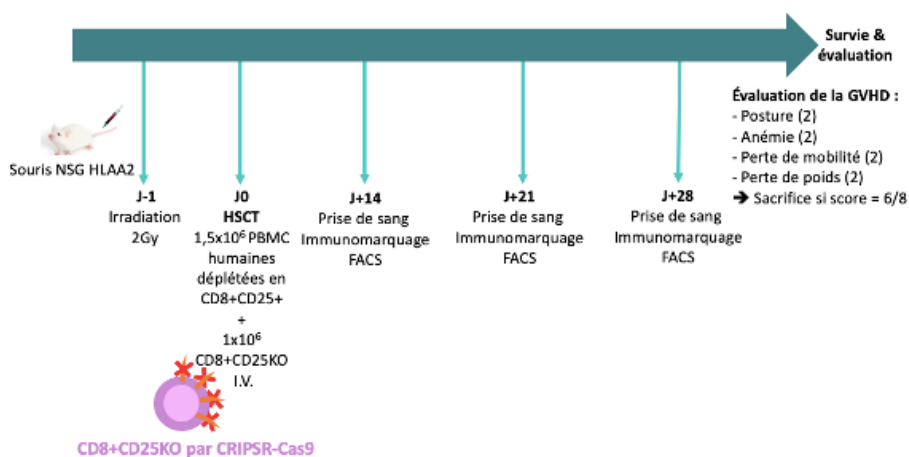 Survie &
évaluation
Évaluation de la GVHD :
- Posture (2)
- Anémie (2)
- Perte de mobilité (2)
- Perte de poids (2)
➔ Sacrifice si score = 6/8
Souris NSG HLAA2
J-1
Irradiation
2Gy
J0
HSCT
1,5x10⁶ PBMC
humaines
déplétées en
CD8+CD25+
+
1x10⁶
CD8+CD25KO
I.V.
J+14
Prise de sang
Immunomarquage
FACS
J+21
Prise de sang
Immunomarquage
FACS
J+28
Prise de sang
Immunomarquage
FACS
CD8+CD25KO par CRIPSR-Cas9